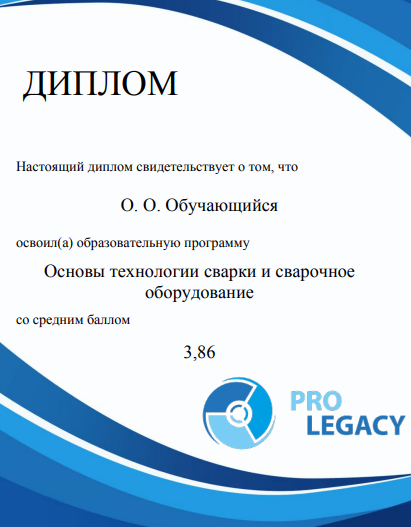 ДИПЛОМ
Настоящий диплом свидетельствует о том, что
О. О. Обучающийся
освоил(а) образовательную программу
Основы технологии сварки и сварочное
оборудование
со средним баллом
3,86
PRO
LEGACY